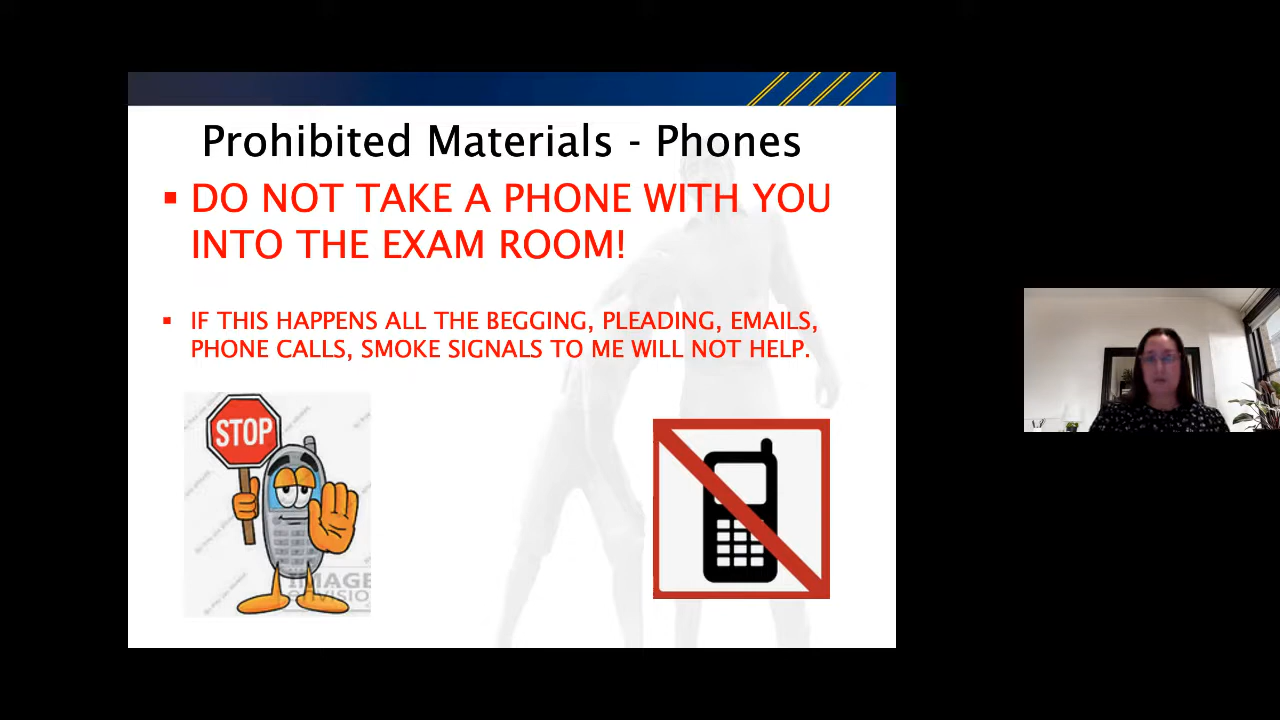 Prohibited Materials - Phones
▪ DO NOT TAKE A PHONE WITH YOU
INTO THE EXAM ROOM!
▪ IF THIS HAPPENS ALL THE BEGGING, PLEADING, EMAILS,
PHONE CALLS, SMOKE SIGNALS TO ME WILL NOT HELP.
STOP
IMAGE